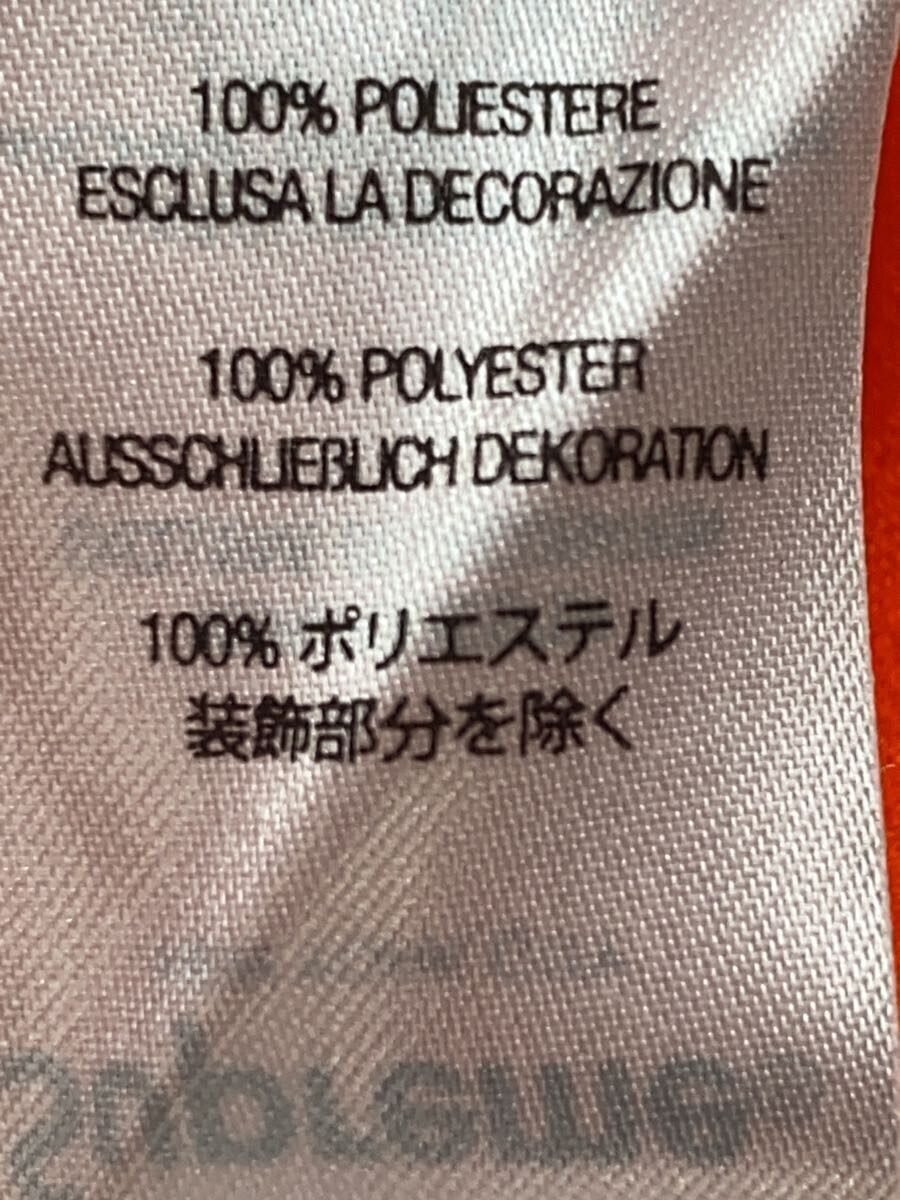 100% POLIESTERE
ESCLUSA LA DECORAZIONE
100% POLYESTER
AUSSCHLIEßLICH DEKORATION
100% ポリエステル
装飾部分を除く